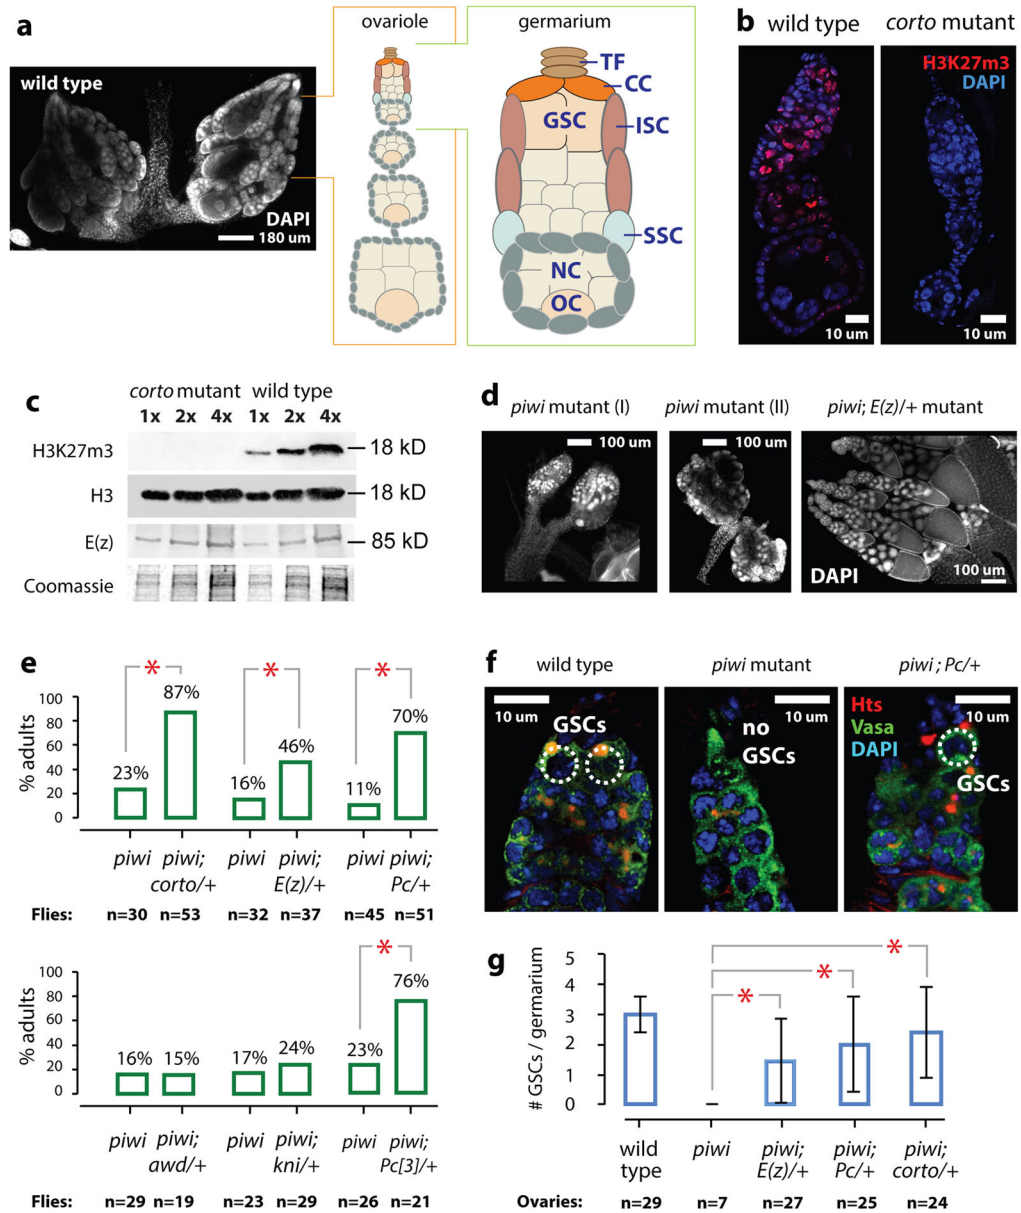 a
wild type
DAPI
180 um
ovariole
germarium
TF
CC
GSC
ISC
SSC
NC
OC
b
wild type
corto mutant
H3K27m3
DAPI
10 um
10 um
c
corto mutant wild type
1x 2x 4x 1x 2x 4x
H3K27m3
18 kD
H3
18 kD
E(z)
85 kD
Coomassie
d
piwi mutant (I)
piwi mutant (II)
piwi; E(z)/+ mutant
100 um
100 um
DAPI
100 um
e
* * *
% adults
100
80
60
40
20
0
23%
87%
16%
46%
11%
70%
piwi piwi; piwi piwi; piwi piwi;
corto/+ E(z)/+ Pc/+
Flies: n=30 n=53 n=32 n=37 n=45 n=51
*
% adults
100
80
60
40
20
0
16%
15%
17%
24%
23%
76%
piwi piwi; piwi piwi; piwi piwi;
awd/+ kni/+ Pc[3]/+
Flies: n=29 n=19 n=23 n=29 n=26 n=21
f
wild type
piwi mutant
piwi ; Pc/+
10 um
GSCs
10 um
no
GSCs
10 um
Hts
Vasa
DAPI
GSCs
g
* * *
# GSCs / germarium
5
4
3
2
1
0
wild piwi piwi; piwi; piwi;
type E(z)/+ Pc/+ corto/+
Ovaries: n=29 n=7 n=27 n=25 n=24